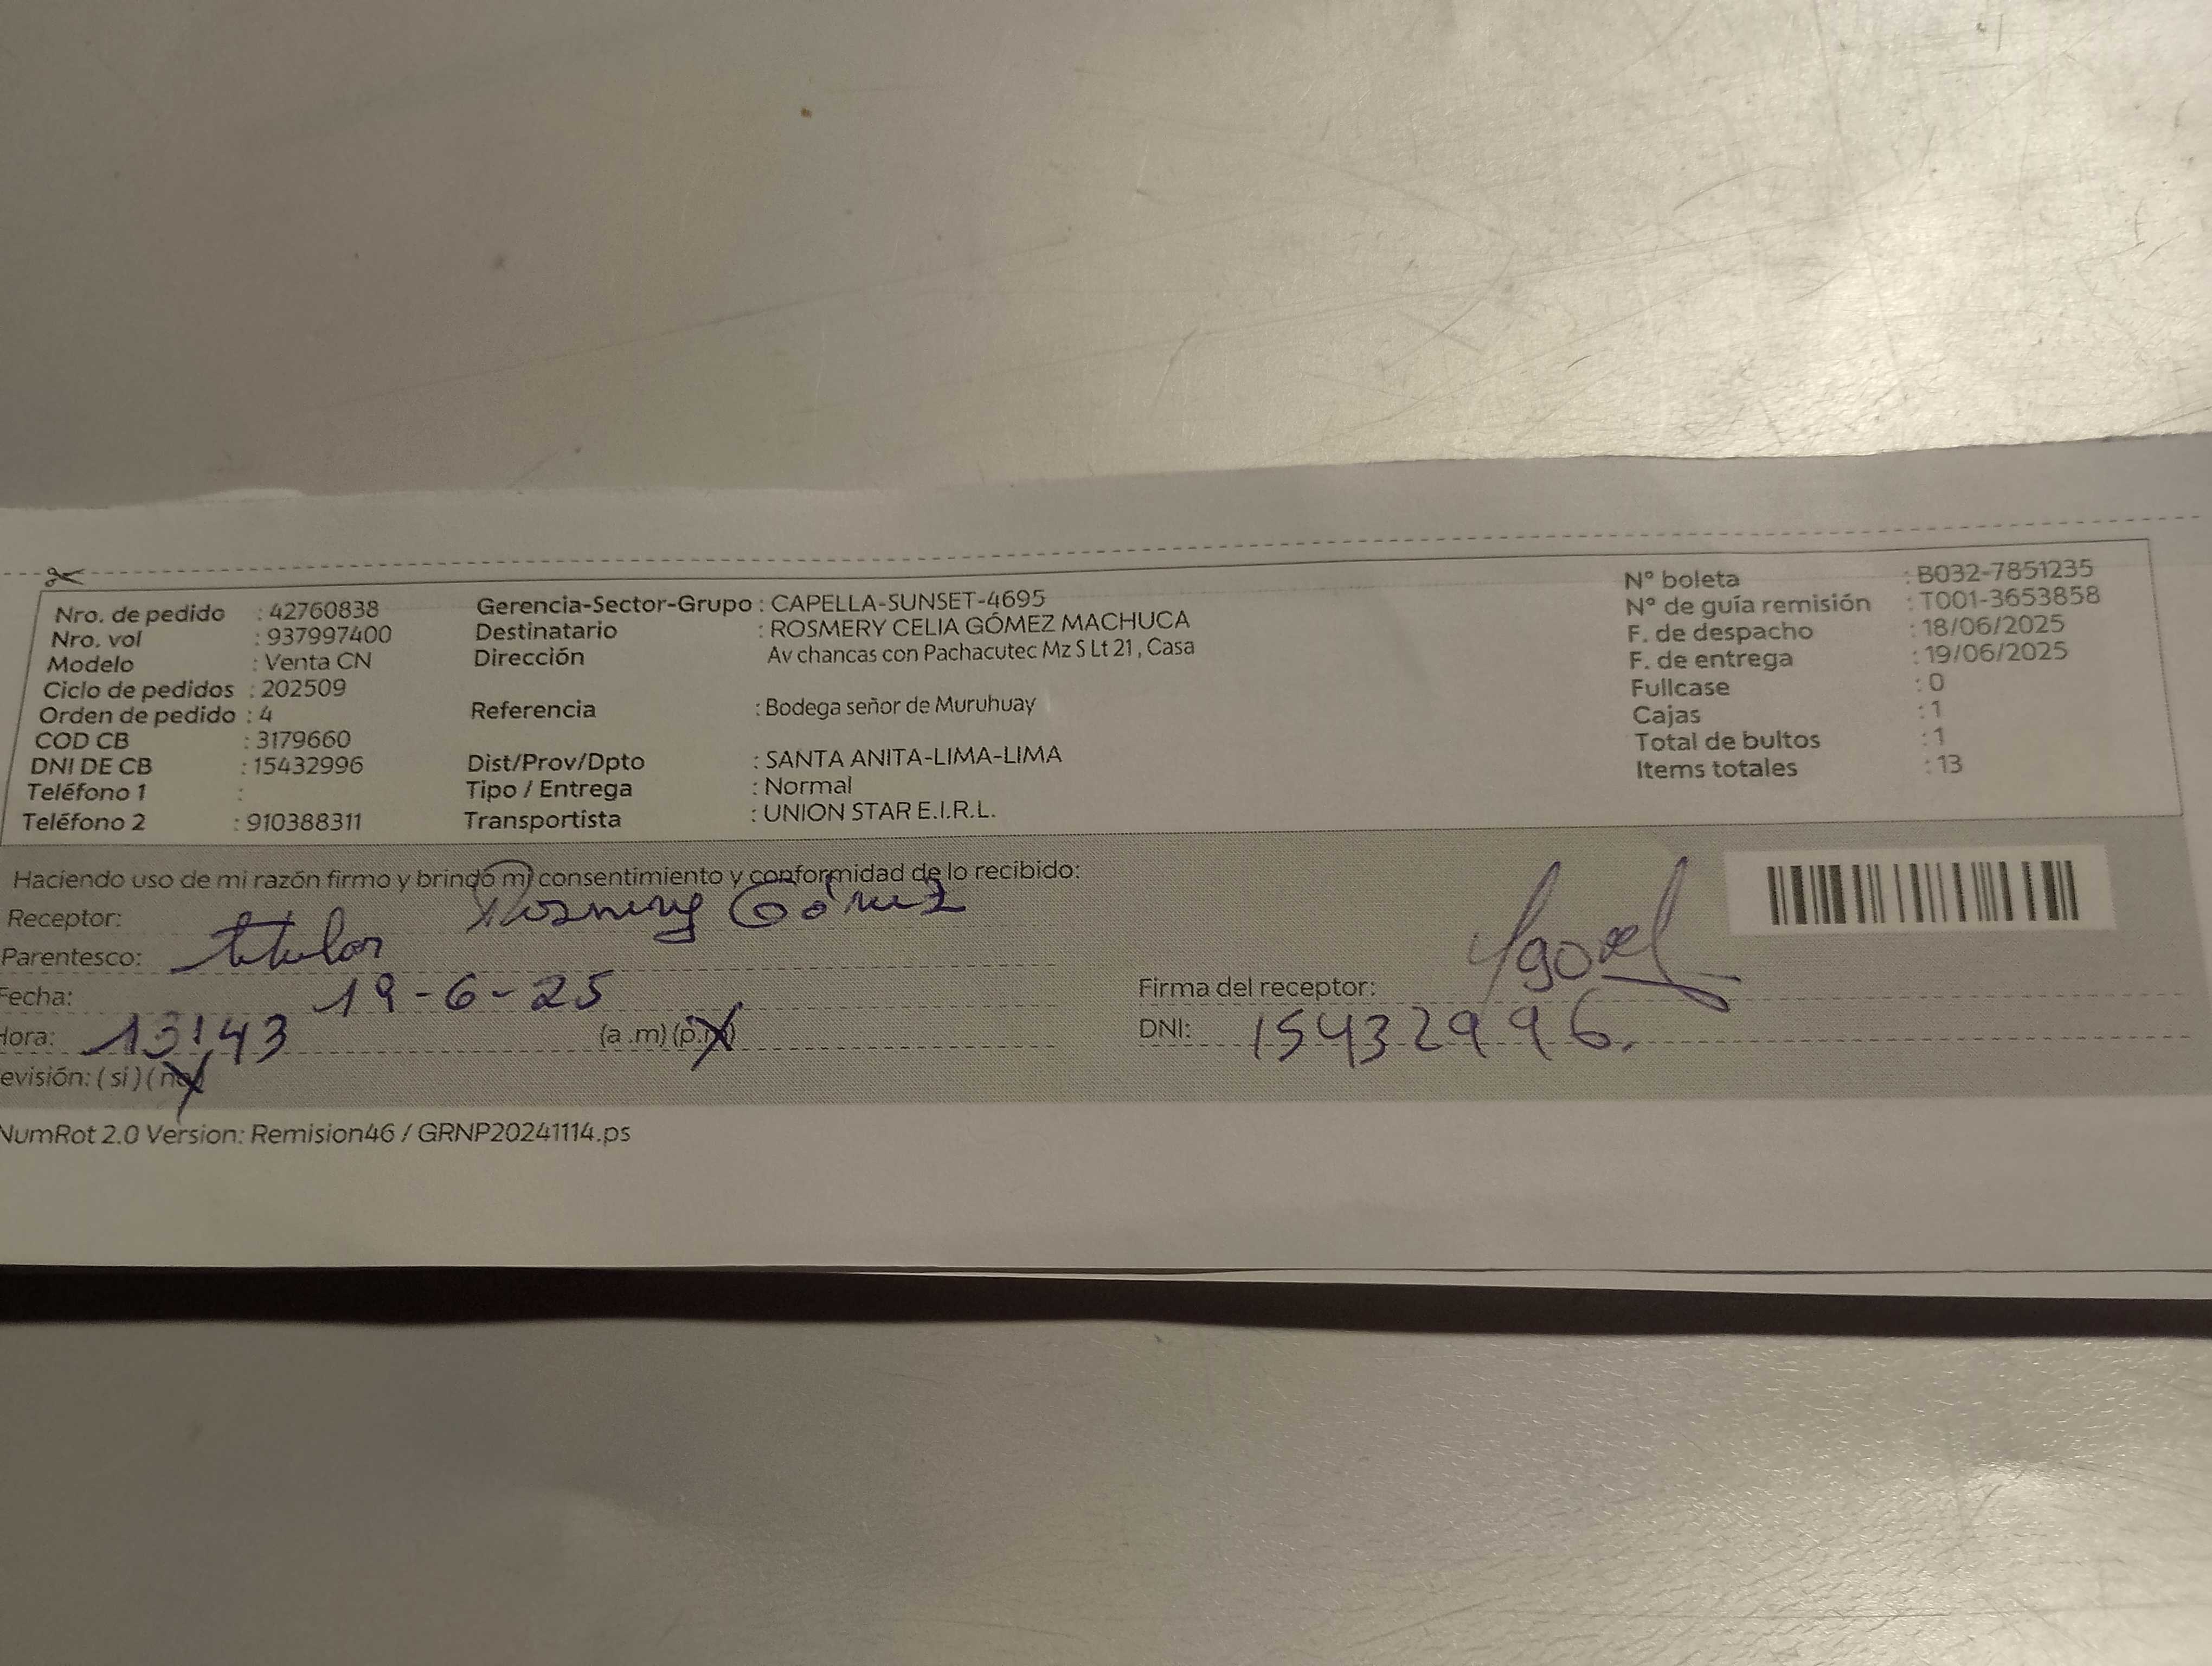 Nro. de pedido : 42760838
Nro. vol : 937997400
Modelo : Venta CN
Ciclo de pedidos : 202509
Orden de pedido : 4
COD CB : 3179660
DNI DE CB : 15432996
Teléfono 1 :
Teléfono 2 : 910388311
Gerencia-Sector-Grupo : CAPELLA-SUNSET-4695
Destinatario : ROSMERY CELIA GÓMEZ MACHUCA
Dirección Av chancas con Pachacutec Mz S Lt 21 , Casa
Referencia : Bodega señor de Muruhuay
Dist/Prov/Dpto : SANTA ANITA-LIMA-LIMA
Tipo / Entrega : Normal
Transportista : UNION STAR E.I.R.L.
N° boleta : B032-7851235
N° de guía remisión : T001-3653858
F. de despacho : 18/06/2025
F. de entrega : 19/06/2025
Fullcase : 0
Cajas : 1
Total de bultos : 1
Items totales : 13
Haciendo uso de mi razón firmo y brindo mi consentimiento y conformidad de lo recibido:
Receptor: Rosmery Gómez
Parentesco: titular
Fecha: 19-6-25
Hora: 13:43 (a .m) (p.m)
evisión: ( si ) ( no )
Firma del receptor:
DNI: 15432996.
NumRot 2.0 Version: Remision46 / GRNP20241114.ps